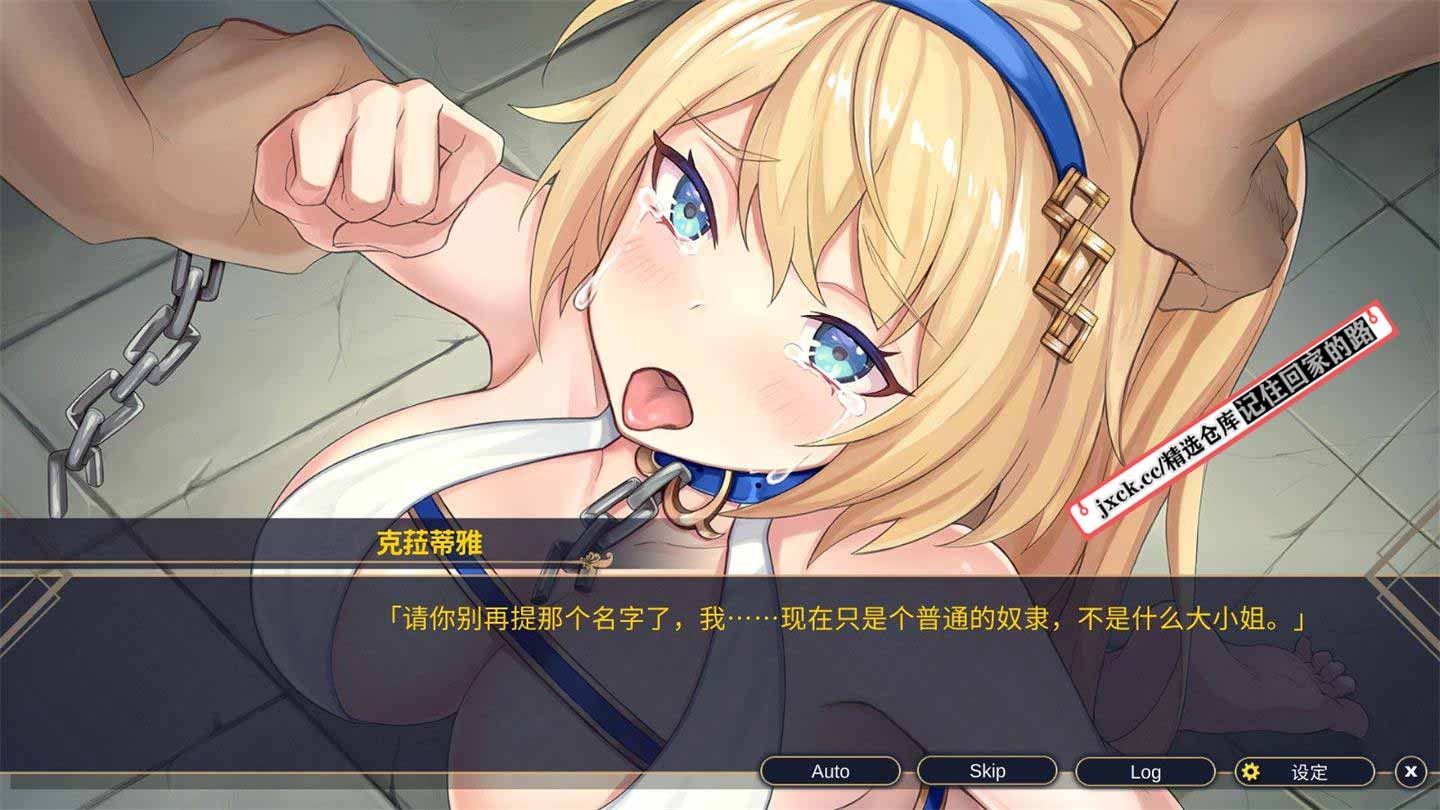 jxck.cc/精选仓库记住回家的路
克菈蒂雅
「请你别再提那个名字了，我……现在只是个普通的奴隶，不是什么大小姐。」
Auto
Skip
Log
设定